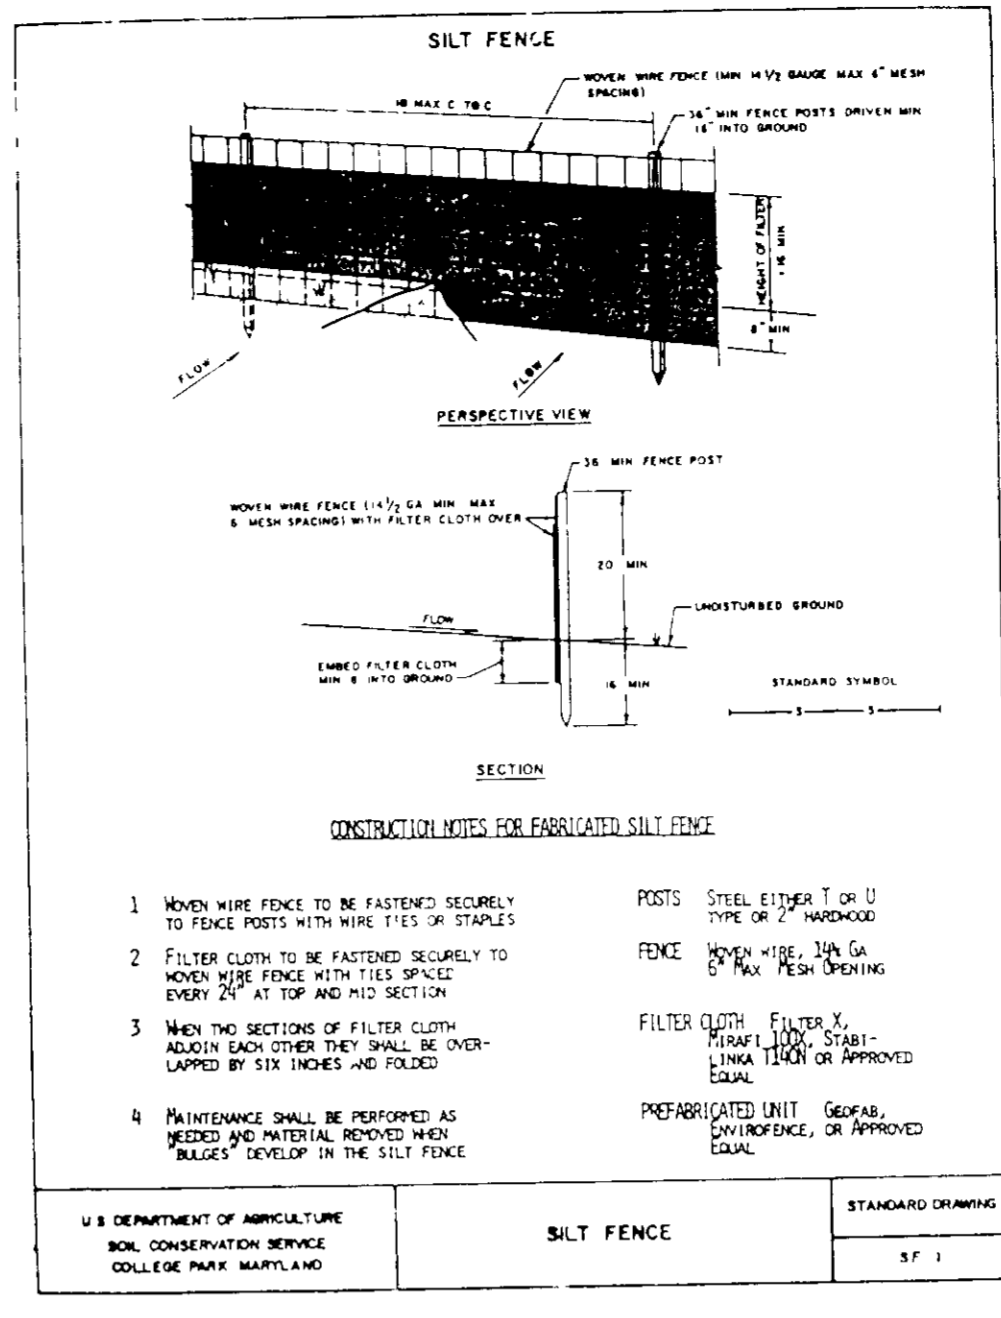 SILT FENCE
WOVEN WIRE FENCE (MIN 14 1/2 GAUGE MAX 6" MESH
SPACING)
MAX C TO C
36" MIN FENCE POSTS DRIVEN MIN
16" INTO GROUND
HEIGHT OF FILTER
16 MIN
8" MIN
FLOW
FLOW
PERSPECTIVE VIEW
36 MIN FENCE POST
WOVEN WIRE FENCE (14 1/2 GA MIN MAX
6 MESH SPACING) WITH FILTER CLOTH OVER
20 MIN
UNDISTURBED GROUND
FLOW
EMBED FILTER CLOTH
MIN 8 INTO GROUND
16 MIN
STANDARD SYMBOL
S S
SECTION
CONSTRUCTION NOTES FOR FABRICATED SILT FENCE
1 WOVEN WIRE FENCE TO BE FASTENED SECURELY
TO FENCE POSTS WITH WIRE TIES OR STAPLES
2 FILTER CLOTH TO BE FASTENED SECURELY TO
WOVEN WIRE FENCE WITH TIES SPACED
EVERY 24" AT TOP AND MID SECTION
3 WHEN TWO SECTIONS OF FILTER CLOTH
ADJOIN EACH OTHER THEY SHALL BE OVER-
LAPPED BY SIX INCHES AND FOLDED
4 MAINTENANCE SHALL BE PERFORMED AS
NEEDED AND MATERIAL REMOVED WHEN
"BULGES" DEVELOP IN THE SILT FENCE
POSTS STEEL EITHER T OR U
TYPE OR 2" HARDWOOD
FENCE WOVEN WIRE, GA
6" MAX MESH OPENING
FILTER CLOTH FILTER X,
MIRAFI 100X, STABI-
LINKA T140N OR APPROVED
EQUAL
PREFABRICATED UNIT GEOFAB,
ENVIROFENCE, OR APPROVED
EQUAL
U S DEPARTMENT OF AGRICULTURE
SOIL CONSERVATION SERVICE
COLLEGE PARK MARYLAND
SILT FENCE
STANDARD DRAWING
SF 1